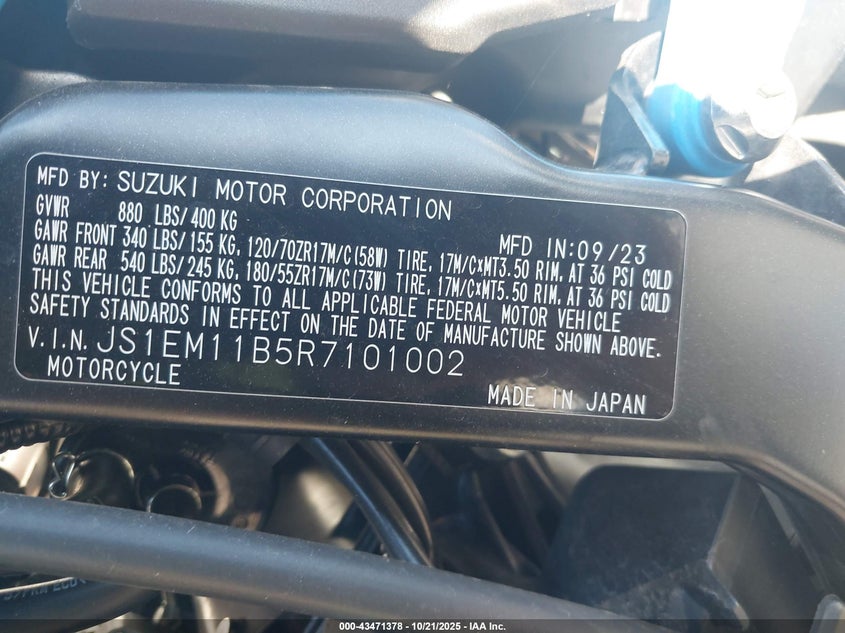 MFD BY: SUZUKI MOTOR CORPORATION
GVWR 880 LBS/400 KG MFD IN:09/23
GAWR FRONT 340 LBS/155 KG, 120/70ZR17M/C(58W) TIRE, 17M/C×MT3.50 RIM, AT 36 PSI COLD
GAWR REAR 540 LBS/245 KG, 180/55ZR17M/C(73W) TIRE, 17M/C×MT5.50 RIM, AT 36 PSI COLD
THIS VEHICLE CONFORMS TO ALL APPLICABLE FEDERAL MOTOR VEHICLE
SAFETY STANDARDS IN EFFECT ON THE DATE OF MANUFACTURE SHOWN ABOVE.
V.I.N. JS1EM11B5R7101002
MOTORCYCLE MADE IN JAPAN
000-43471378 - 10/21/2025 - IAA Inc.